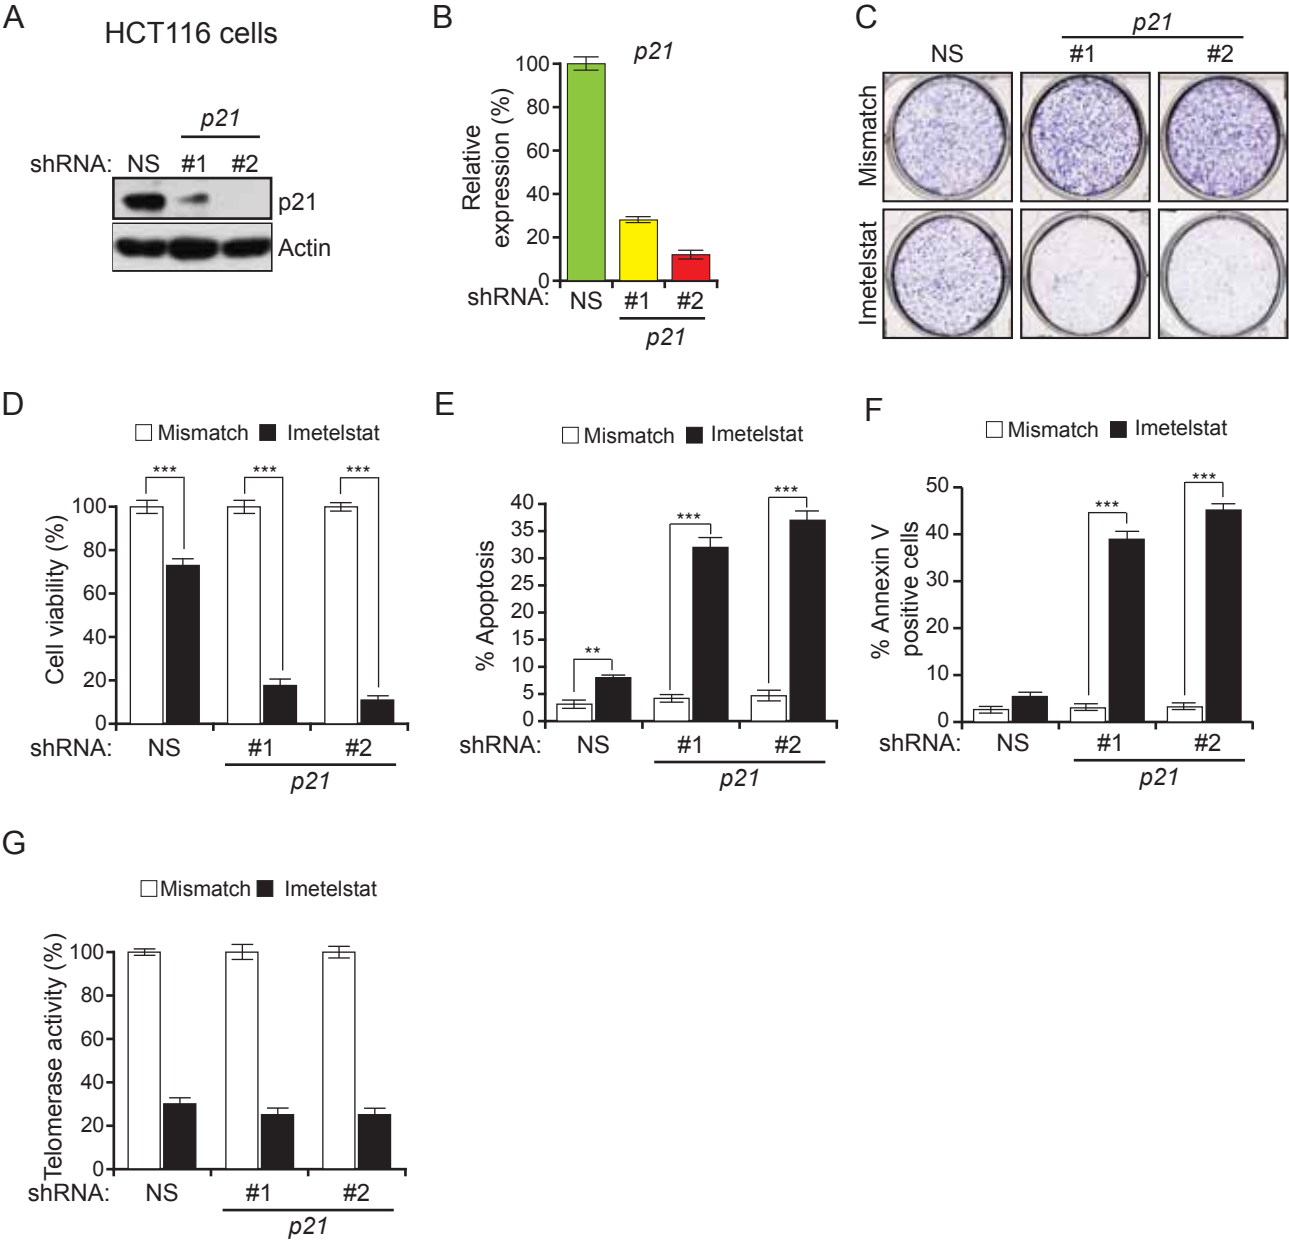 A
HCT116 cells
p21
shRNA: NS #1 #2
p21
Actin
B
p21
Relative
expression (%)
100
80
60
40
20
0
shRNA: NS #1 #2
p21
C
p21
NS #1 #2
Mismatch
Imetelstat
D
Mismatch Imetelstat
*** *** ***
Cell viability (%)
100
80
60
40
20
0
shRNA: NS #1 #2
p21
E
Mismatch Imetelstat
** *** ***
% Apoptosis
40
35
30
25
20
15
10
5
0
shRNA: NS #1 #2
p21
F
Mismatch Imetelstat
*** ***
% Annexin V
positive cells
50
40
30
20
10
0
shRNA: NS #1 #2
p21
G
Mismatch Imetelstat
Telomerase activity (%)
100
80
60
40
20
0
shRNA: NS #1 #2
p21